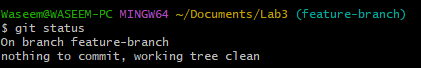 Waseem@WASEEM-PC MINGW64 ~/Documents/Lab3 (feature-branch)
$ git status
On branch feature-branch
nothing to commit, working tree clean